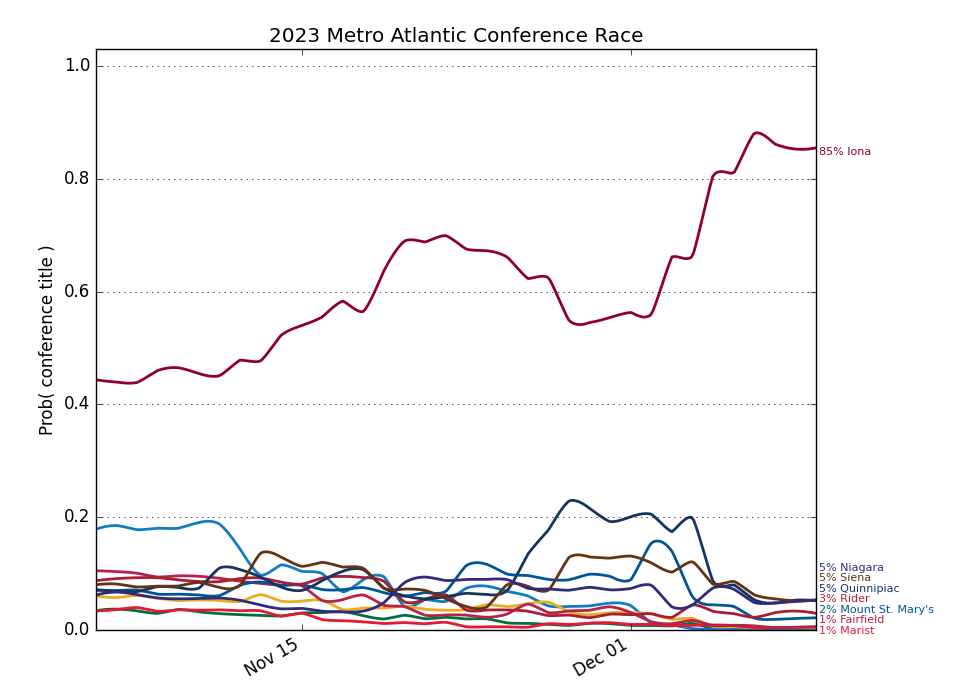 2023 Metro Atlantic Conference Race
Prob( conference title )
1.0
0.8
0.6
0.4
0.2
0.0
Nov 15
Dec 01
85% Iona
5% Niagara
5% Siena
5% Quinnipiac
3% Rider
2% Mount St. Mary's
1% Fairfield
1% Marist